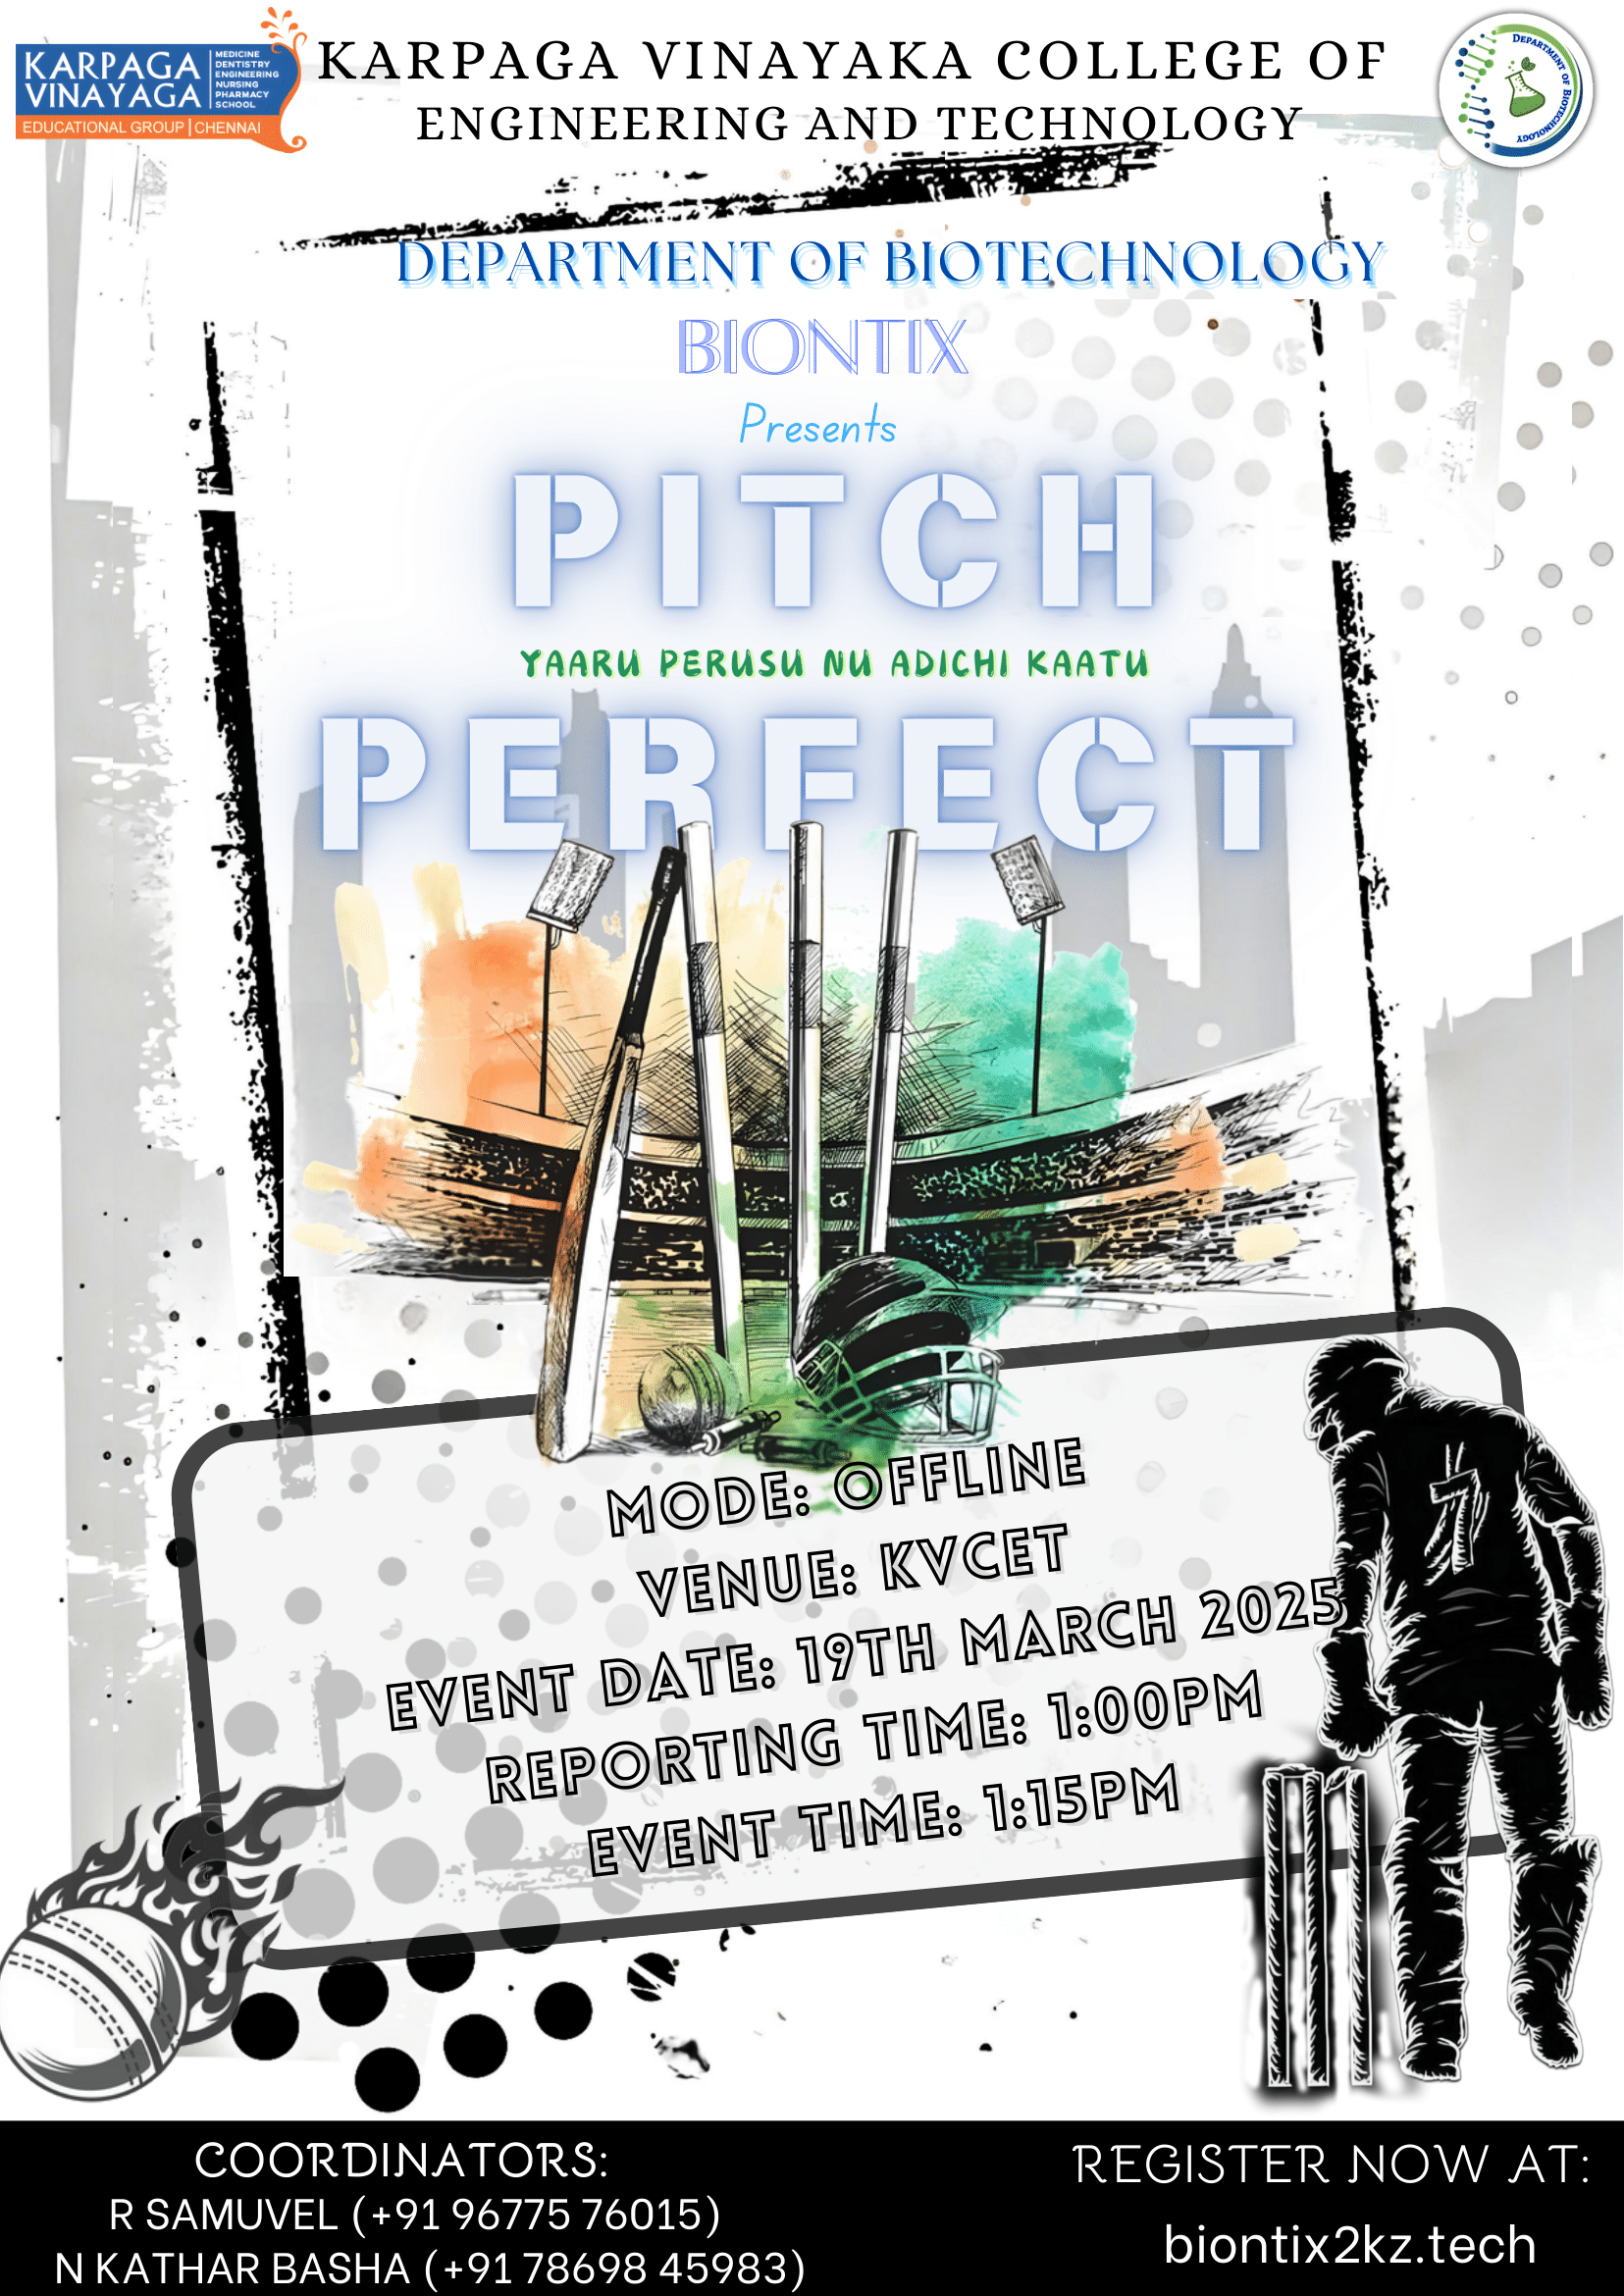 KARPAGA
VINAYAGA
MEDICINE
DENTISTRY
ENGINEERING
NURSING
PHARMACY
SCHOOL
EDUCATIONAL GROUP | CHENNAI
KARPAGA VINAYAKA COLLEGE OF
ENGINEERING AND TECHNOLOGY
DEPARTMENT OF BIOTECHNOLOGY
DEPARTMENT OF BIOTECHNOLOGY
BIONTIX
Presents
PITCH
YAARU PERUSU NU ADICHI KAATU
PERFECT
MODE: OFFLINE
VENUE: KVCET
EVENT DATE: 19TH MARCH 2025
REPORTING TIME: 1:00PM
EVENT TIME: 1:15PM
7
COORDINATORS:
R SAMUVEL (+91 96775 76015)
N KATHAR BASHA (+91 78698 45983)
REGISTER NOW AT:
biontix2kz.tech